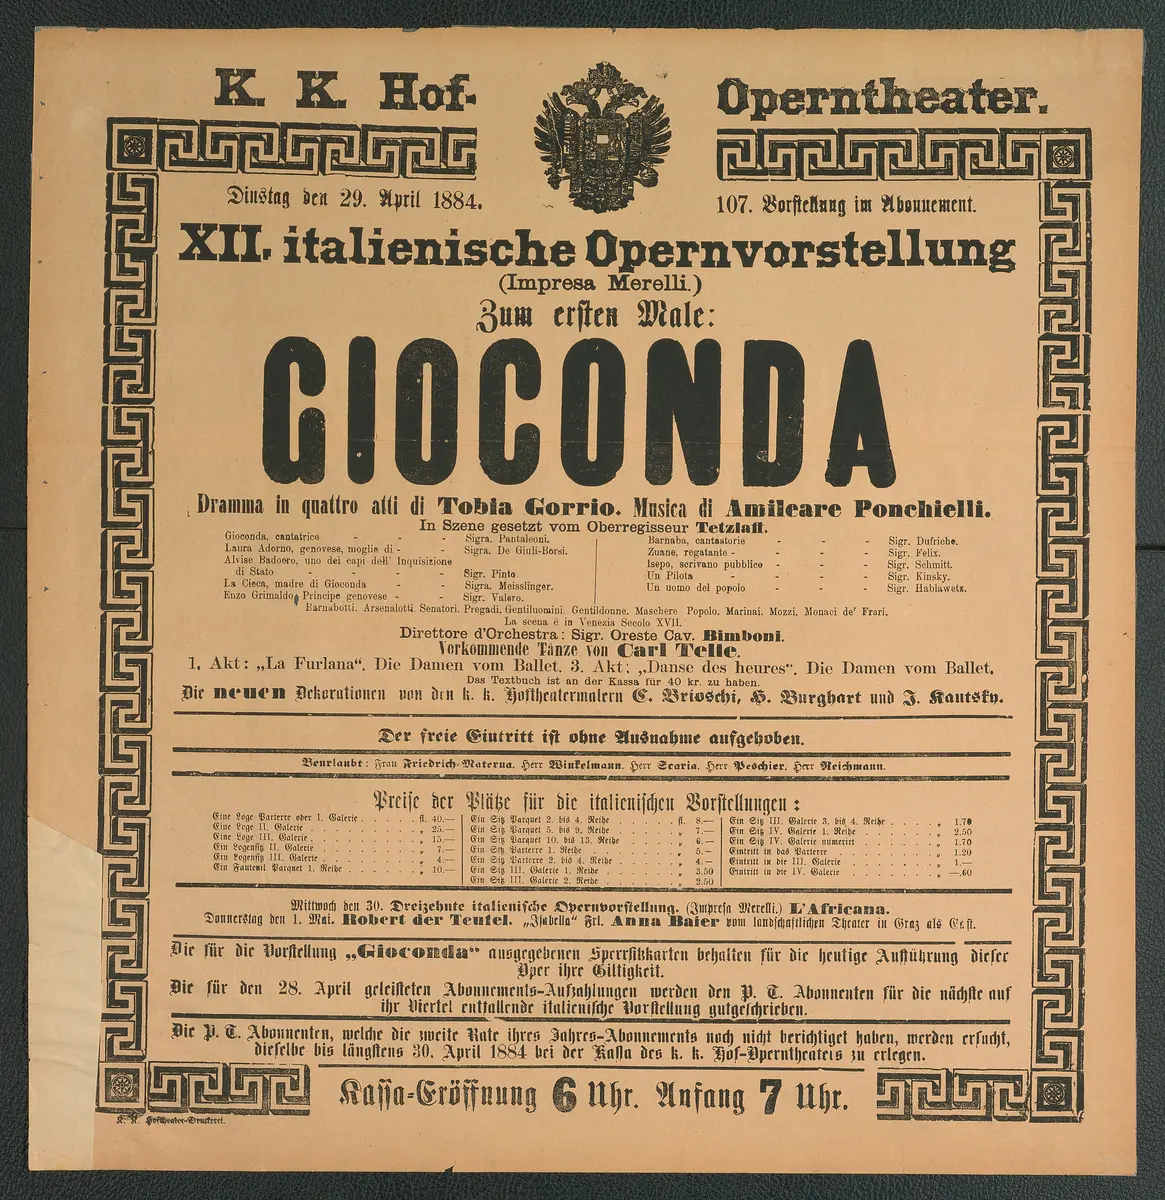 K. K. Hof-Operntheater.
Dinstag den 29. April 1884.
107. Vorstellung im Abonnement.
XII. italienische Opernvorstellung
(Impresa Merelli.)
Zum ersten Male:
GIOCONDA
Dramma in quattro atti di Tobia Gorrio. Musica di Amilcare Ponchielli.
In Szene gesetzt vom Oberregisseur Tetzlaff.
Gioconda, cantatrice - - - Sigra. Pantaleoni.
Laura Adorno, genovese, moglie di - - Sigra. De Giuli-Borsi.
Alvise Badoero, uno dei capi dell' Inquisizione
di Stato - - - - Sigr. Pinto
La Cieca, madre di Gioconda - - Sigra. Meisslinger.
Enzo Grimaldo, Principe genovese - - Sigr. Valero.
Barnaba, cantastorie - - - Sigr. Dufriche.
Zuane, regatante - - - - Sigr. Felix.
Isepo, scrivano pubblico - - - Sigr. Schmitt.
Un Pilota - - - - Sigr. Kinsky.
Un uomo del popolo - - - Sigr. Hablawetz.
Barnabotti. Arsenalotti. Senatori. Pregadi, Gentiluomini. Gentildonne. Maschere Popolo. Marinai. Mozzi. Monaci de' Frari.
La scena è in Venezia Secolo XVII.
Direttore d'Orchestra: Sigr. Oreste Cav. Bimboni.
Vorkommende Tänze von Carl Telle.
1. Akt: „La Furlana“. Die Damen vom Ballet. 3. Akt: „Danse des heures“. Die Damen vom Ballet.
Das Textbuch ist an der Kassa für 40 kr. zu haben.
Die neuen Dekorationen von den k. k. Hoftheatermalern C. Brioschi, H. Burghart und J. Kautsky.
Der freie Eintritt ist ohne Ausnahme aufgehoben.
Beurlaubt: Frau Friedrich-Materna. Herr Winkelmann. Herr Scaria. Herr Peschier. Herr Reichmann.
Preise der Plätze für die italienischen Vorstellungen:
Eine Loge Parterre oder I. Galerie . . . . . fl. 40.—
Eine Loge II. Galerie . . . . . „ 25.—
Eine Loge III. Galerie . . . . . „ 15.—
Ein Logensitz II. Galerie . . . . . „ 7.—
Ein Logensitz III. Galerie . . . . . „ 4.—
Ein Fauteuil Parquet 1. Reihe . . . . . „ 10.—
Ein Sitz Parquet 2. bis 4. Reihe . . . . . fl. 8.—
Ein Sitz Parquet 5. bis 9. Reihe . . . . . „ 7.—
Ein Sitz Parquet 10. bis 13. Reihe . . . . . „ 6.—
Ein Sitz Parterre 1. Reihe . . . . . „ 5.—
Ein Sitz Parterre 2. bis 4. Reihe . . . . . „ 4.—
Ein Sitz III. Galerie 1. Reihe . . . . . „ 3.50
Ein Sitz III. Galerie 2. Reihe . . . . . „ 2.50
Ein Sitz III. Galerie 3. bis 4. Reihe . . . . . „ 1.70
Ein Sitz IV. Galerie 1. Reihe . . . . . „ 2.50
Ein Sitz IV. Galerie numerirt . . . . . „ 1.70
Eintritt in das Parterre . . . . . „ 1.20
Eintritt in die III. Galerie . . . . . „ 1.—
Eintritt in die IV. Galerie . . . . . „ —.60
Mittwoch den 30. Dreizehnte italienische Opernvorstellung. (Impresa Merelli.) L'Africana.
Donnerstag den 1. Mai. Robert der Teufel. „Isabella“ Frl. Anna Baier vom landschaftlichen Theater in Graz als Gast.
Die für die Vorstellung „Gioconda“ ausgegebenen Sperrsitzkarten behalten für die heutige Aufführung dieser
Oper ihre Giltigkeit.
Die für den 28. April geleisteten Abonnements-Aufzahlungen werden den P. T. Abonnenten für die nächste auf
ihr Viertel entfallende italienische Vorstellung gutgeschrieben.
Die P. T. Abonnenten, welche die zweite Rate ihres Jahres-Abonnements noch nicht berichtiget haben, werden ersucht,
dieselbe bis längstens 30. April 1884 bei der Kassa des k. k. Hof-Operntheaters zu erlegen.
Kassa-Eröffnung 6 Uhr. Anfang 7 Uhr.
K. K. Hoftheater-Druckerei.